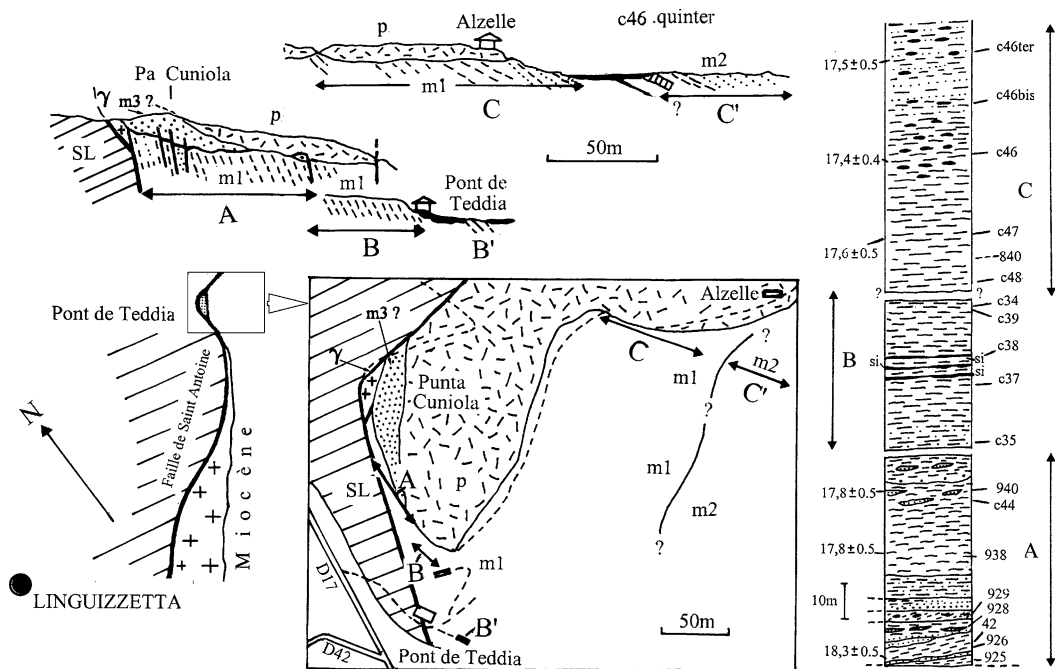 p
Alzelle
c46 .quinter
m2
m1
C
?
C'
50m
Pa Cuniola
γ
m3 ?
p
SL
m1
m1
A
Pont de
Teddia
B
B'
Pont de Teddia
Faille de Saint Antoine
Miocène
N
LINGUIZZETTA
Alzelle
m3 ?
γ
Punta
Cuniola
C
m1
?
m2
C'
?
A
SL
p
m1
m2
?
B
m1
D17
B'
D42
Pont de Teddia
50m
c46ter
17,5±0.5
c46bis
17,4±0.4
c46
C
c47
17,6±0.5
840
c48
?
?
c34
c39
B
c38
si
si
si
c37
c35
17,8±0.5
940
c44
A
17,8±0.5
938
10m
929
928
42
926
18,3±0.5
925